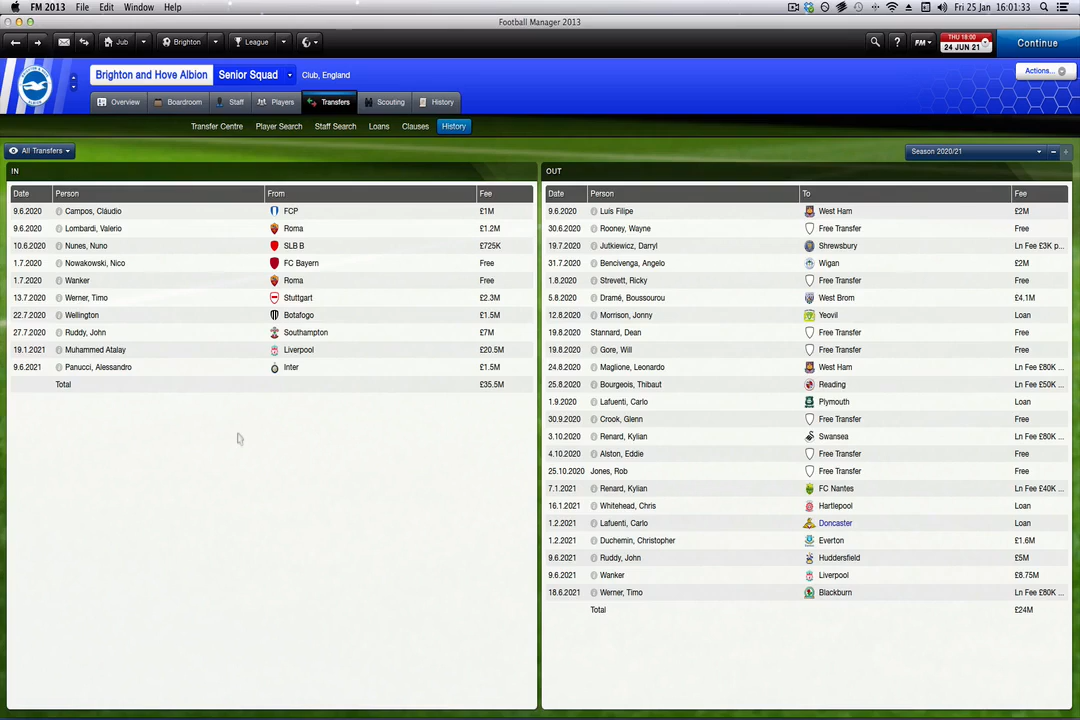 FM 2013 File Edit Window Help Fri 25 Jan 16:01:33
Football Manager 2013
Job Brighton League ? FM THU 18:00 24 JUN 21 Continue
Brighton and Hove Albion Senior Squad Club, England Actions...
Overview Boardroom Staff Players Transfers Scouting History
Transfer Centre Player Search Staff Search Loans Clauses History
All Transfers Season 2020/21
IN
Date Person From Fee
9.6.2020 Campos, Cláudio FCP £1M
9.6.2020 Lombardi, Valerio Roma £1.2M
10.6.2020 Nunes, Nuno SLB B £725K
1.7.2020 Nowakowski, Nico FC Bayern Free
1.7.2020 Wanker Roma Free
13.7.2020 Werner, Timo Stuttgart £2.3M
22.7.2020 Wellington Botafogo £1.5M
27.7.2020 Ruddy, John Southampton £7M
19.1.2021 Muhammed Atalay Liverpool £20.5M
9.6.2021 Panucci, Alessandro Inter £1.5M
Total £35.5M
OUT
Date Person To Fee
9.6.2020 Luis Filipe West Ham £2M
30.6.2020 Rooney, Wayne Free Transfer Free
19.7.2020 Jutkiewicz, Darryl Shrewsbury Ln Fee £3K p...
31.7.2020 Bencivenga, Angelo Wigan £2M
1.8.2020 Strevett, Ricky Free Transfer Free
5.8.2020 Dramé, Boussourou West Brom £4.1M
12.8.2020 Morrison, Jonny Yeovil Loan
19.8.2020 Stannard, Dean Free Transfer Free
19.8.2020 Gore, Will Free Transfer Free
24.8.2020 Maglione, Leonardo West Ham Ln Fee £80K ...
25.8.2020 Bourgeois, Thibaut Reading Ln Fee £50K ...
1.9.2020 Lafuenti, Carlo Plymouth Loan
30.9.2020 Crook, Glenn Free Transfer Free
3.10.2020 Renard, Kylian Swansea Ln Fee £80K ...
4.10.2020 Alston, Eddie Free Transfer Free
25.10.2020 Jones, Rob Free Transfer Free
7.1.2021 Renard, Kylian FC Nantes Ln Fee £40K ...
16.1.2021 Whitehead, Chris Hartlepool Loan
1.2.2021 Lafuenti, Carlo Doncaster Loan
1.2.2021 Duchemin, Christopher Everton £1.6M
9.6.2021 Ruddy, John Huddersfield £5M
9.6.2021 Wanker Liverpool £8.75M
18.6.2021 Werner, Timo Blackburn Ln Fee £80K ...
Total £24M